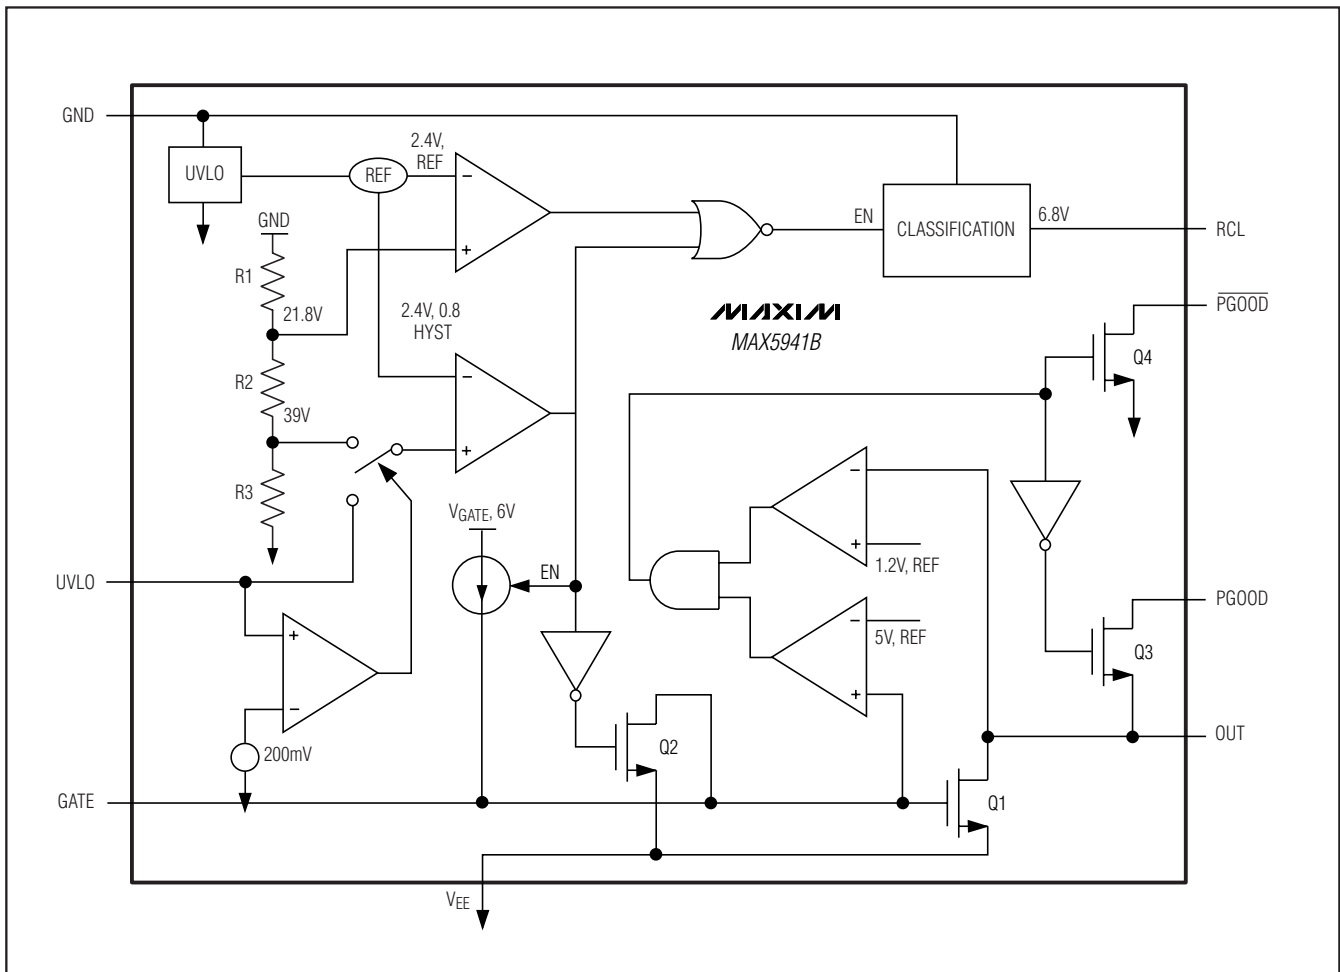 GND
UVLO
REF
2.4V,
REF
GND
R1
21.8V
R2
39V
R3
2.4V, 0.8
HYST
−
+
−
+
EN
CLASSIFICATION
6.8V
RCL
MAXIM
MAX5941B
PGOOD
Q4
VGATE, 6V
EN
−
+
1.2V, REF
−
5V, REF
+
PGOOD
Q3
UVLO
+
−
200mV
Q2
OUT
GATE
Q1
VEE